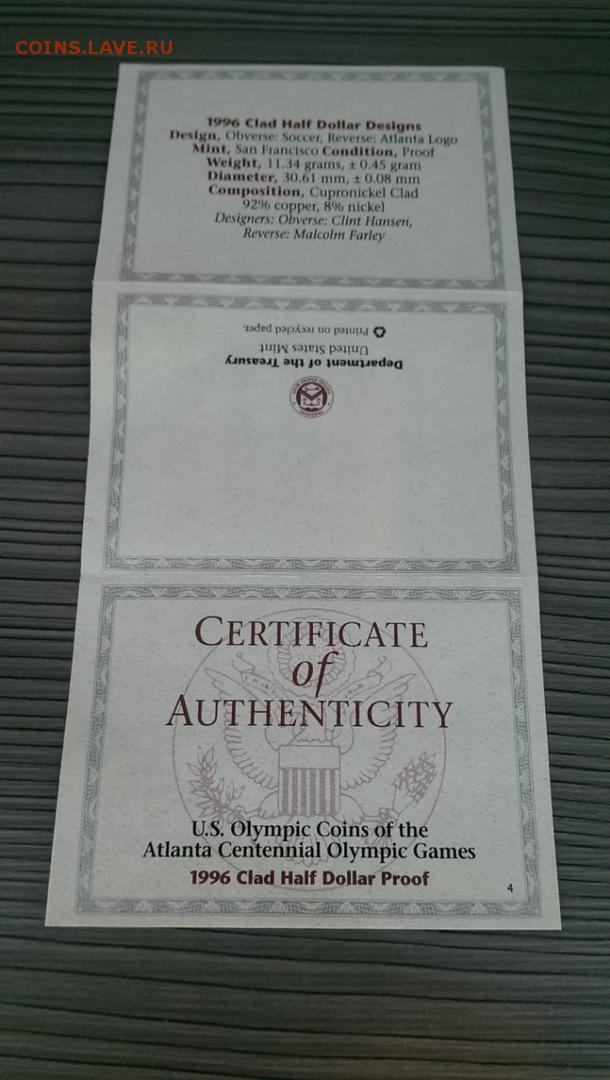 COINS.LAVE.RU
1996 Clad Half Dollar Designs
Design, Obverse: Soccer, Reverse: Atlanta Logo
Mint, San Francisco Condition, Proof
Weight, 11.34 grams, ± 0.45 gram
Diameter, 30.61 mm, ± 0.08 mm
Composition, Cupronickel Clad
92% copper, 8% nickel
Designers: Obverse: Clint Hansen,
Reverse: Malcolm Farley
Department of the Treasury
United States Mint
Printed on recycled paper.
CERTIFICATE
of
AUTHENTICITY
U.S. Olympic Coins of the
Atlanta Centennial Olympic Games
1996 Clad Half Dollar Proof
4